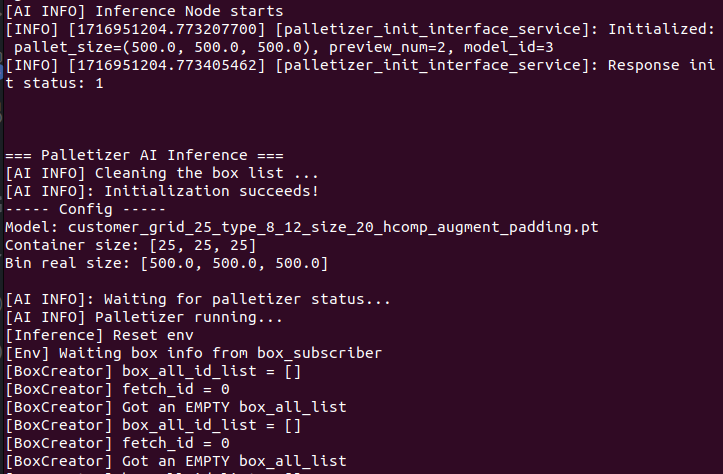 [AI INFO] Inference Node starts
[INFO] [1716951204.773207700] [palletizer_init_interface_service]: Initialized:
 pallet_size=(500.0, 500.0, 500.0), preview_num=2, model_id=3
[INFO] [1716951204.773405462] [palletizer_init_interface_service]: Response ini
t status: 1
=== Palletizer AI Inference ===
[AI INFO] Cleaning the box list ...
[AI INFO]: Initialization succeeds!
----- Config -----
Model: customer_grid_25_type_8_12_size_20_hcomp_augment_padding.pt
Container size: [25, 25, 25]
Bin real size: [500.0, 500.0, 500.0]
[AI INFO]: Waiting for palletizer status...
[AI INFO] Palletizer running...
[Inference] Reset env
[Env] Waiting box info from box_subscriber
[BoxCreator] box_all_id_list = []
[BoxCreator] fetch_id = 0
[BoxCreator] Got an EMPTY box_all_list
[BoxCreator] box_all_id_list = []
[BoxCreator] fetch_id = 0
[BoxCreator] Got an EMPTY box_all_list